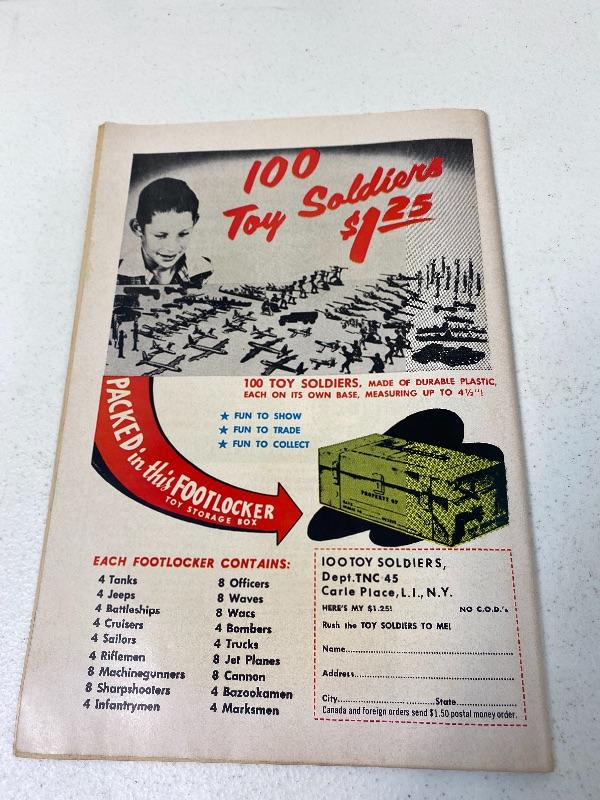 100
Toy Soldiers
$1.25
100 TOY SOLDIERS, MADE OF DURABLE PLASTIC,
EACH ON ITS OWN BASE, MEASURING UP TO 4½"!
★ FUN TO SHOW
★ FUN TO TRADE
★ FUN TO COLLECT
PACKED in this FOOTLOCKER
TOY STORAGE BOX
PROPERTY OF
EACH FOOTLOCKER CONTAINS:
4 Tanks
4 Jeeps
4 Battleships
4 Cruisers
4 Sailors
4 Riflemen
8 Machinegunners
8 Sharpshooters
4 Infantrymen
8 Officers
8 Waves
8 Wacs
4 Bombers
4 Trucks
8 Jet Planes
8 Cannon
4 Bazookamen
4 Marksmen
100 TOY SOLDIERS,
Dept. TNC 45
Carle Place, L.I., N.Y.
HERE'S MY $1.25! NO C.O.D.'s
Rush the TOY SOLDIERS TO ME!
Name
Address
City State
Canada and foreign orders send $1.50 postal money order.